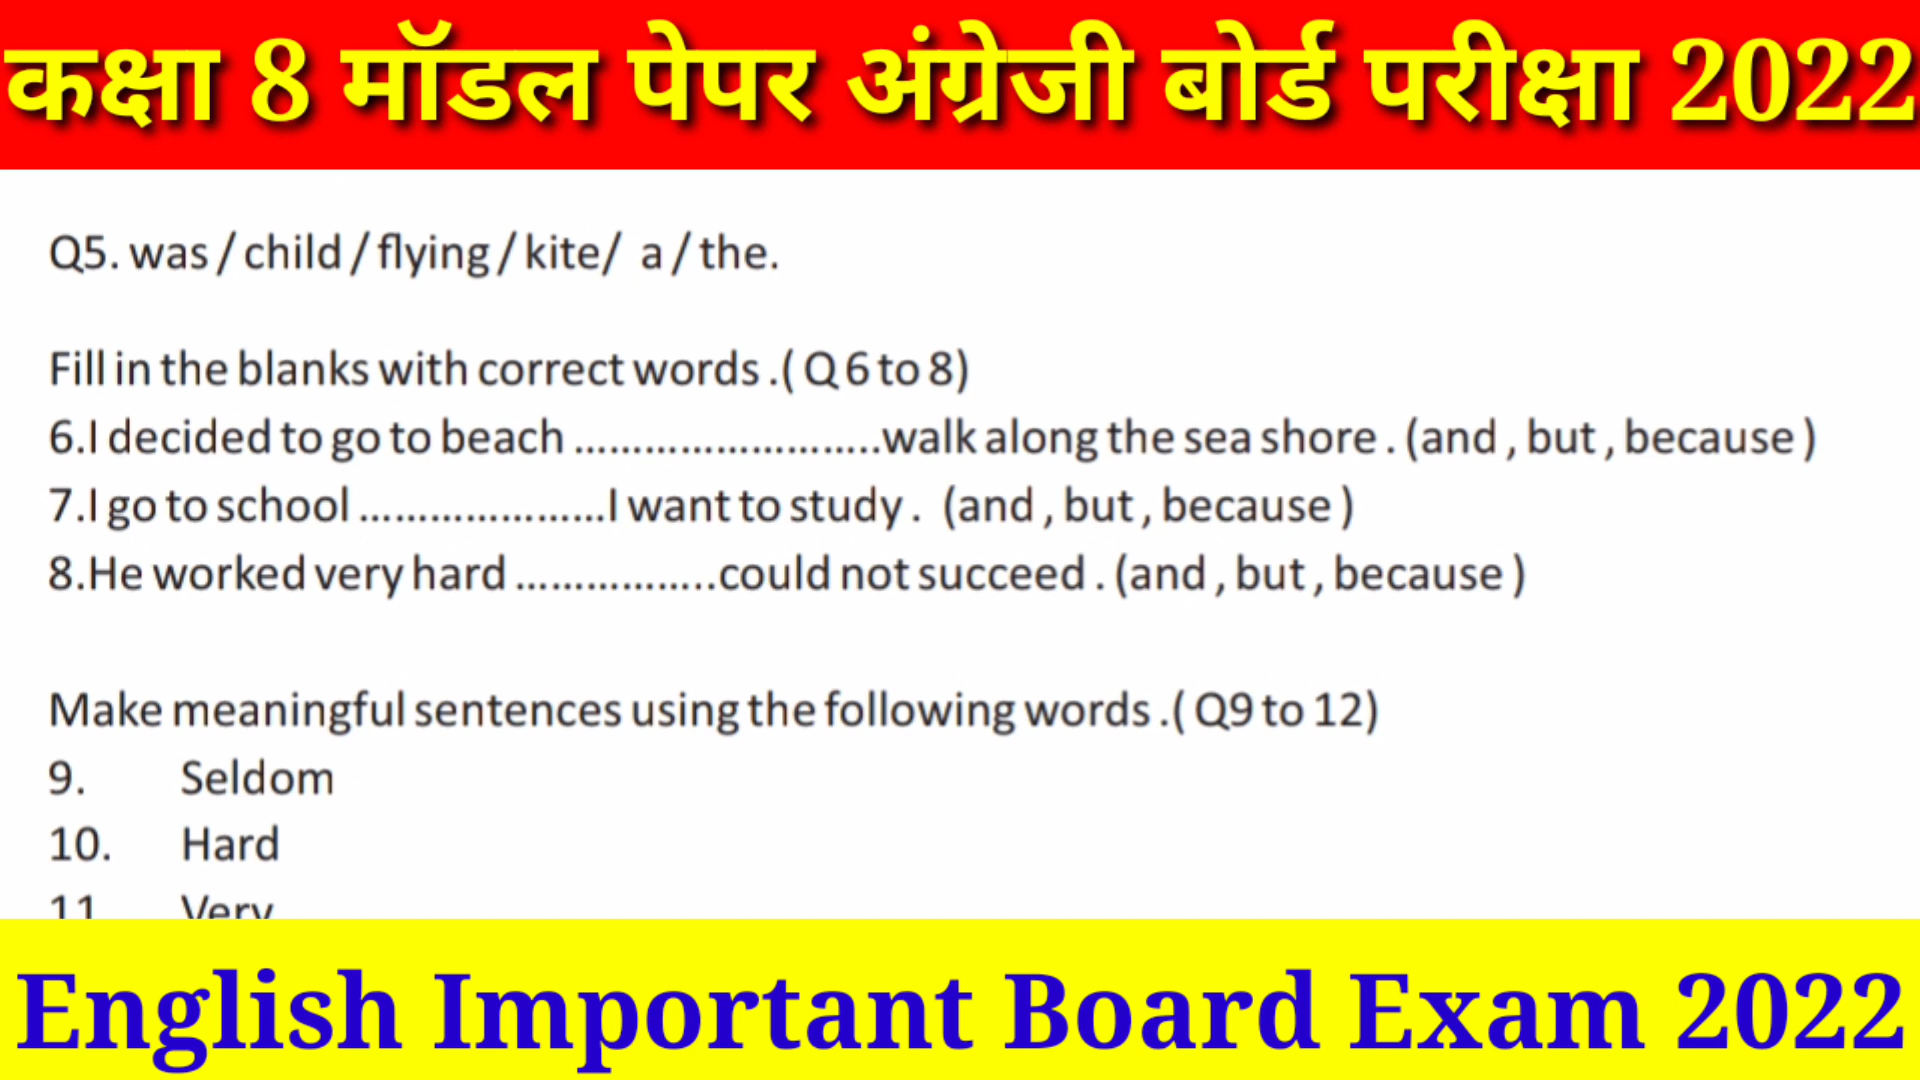 कक्षा 8 मॉडल पेपर अंग्रेजी बोर्ड परीक्षा 2022
Q5. was / child / flying / kite/ a / the.
Fill in the blanks with correct words .( Q 6 to 8)
6.I decided to go to beach ..........................walk along the sea shore . (and , but , because )
7.I go to school .....................I want to study . (and , but , because )
8.He worked very hard .................could not succeed . (and , but , because )
Make meaningful sentences using the following words .( Q9 to 12)
9. Seldom
10. Hard
11 Very
English Important Board Exam 2022